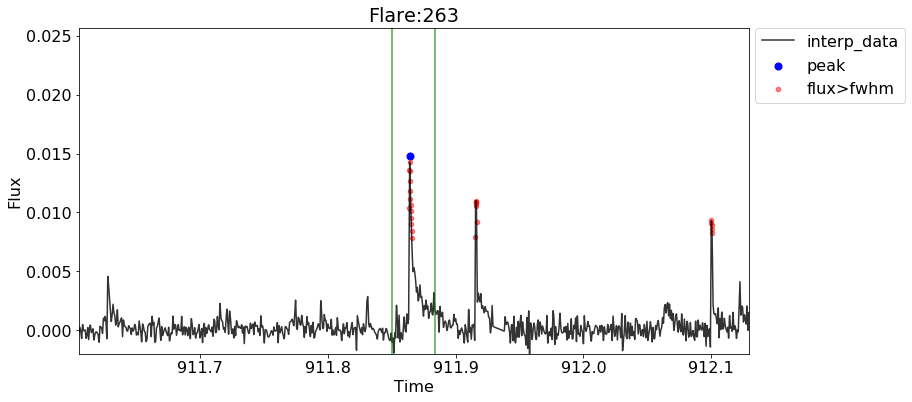 Flare:263
interp_data
peak
flux>fwhm
Flux
0.025
0.020
0.015
0.010
0.005
0.000
911.7 911.8 911.9 912.0 912.1
Time